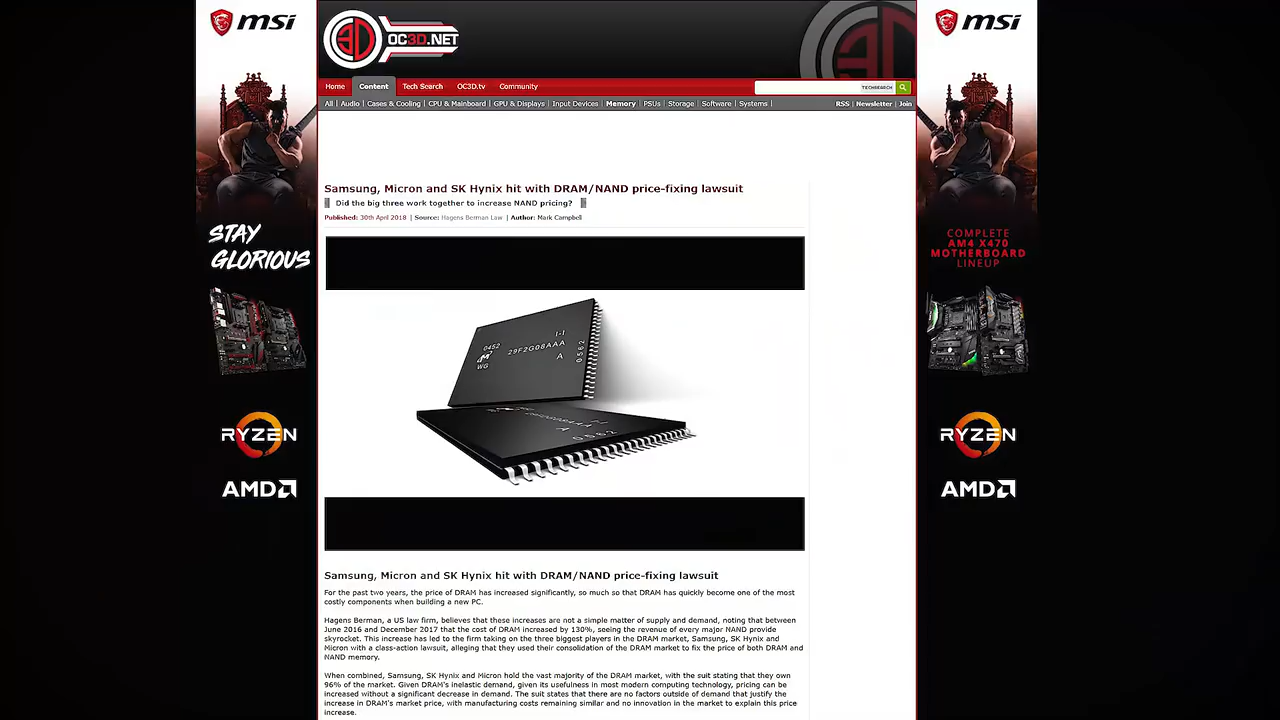 msi
OC3D.NET
msi
Home Content Tech Search OC3D.tv Community TECHSEARCH
All | Audio | Cases & Cooling | CPU & Mainboard | GPU & Displays | Input Devices | Memory | PSUs | Storage | Software | Systems | RSS | Newsletter | Join
Samsung, Micron and SK Hynix hit with DRAM/NAND price-fixing lawsuit
Did the big three work together to increase NAND pricing?
Published: 30th April 2018 | Source: Hagens Berman Law | Author: Mark Campbell
STAY
GLORIOUS
COMPLETE
AM4 X470
MOTHERBOARD
LINEUP
I-I
0452
29F2G08AAA
WG
A
0562
I-I
29F2G08AAA
A
0562
RYZEN
AMD
RYZEN
AMD
Samsung, Micron and SK Hynix hit with DRAM/NAND price-fixing lawsuit
For the past two years, the price of DRAM has increased significantly, so much so that DRAM has quickly become one of the most
costly components when building a new PC.
Hagens Berman, a US law firm, believes that these increases are not a simple matter of supply and demand, noting that between
June 2016 and December 2017 that the cost of DRAM increased by 130%, seeing the revenue of every major NAND provide
skyrocket. This increase has led to the firm taking on the three biggest players in the DRAM market, Samsung, SK Hynix and
Micron with a class-action lawsuit, alleging that they used their consolidation of the DRAM market to fix the price of both DRAM and
NAND memory.
When combined, Samsung, SK Hynix and Micron hold the vast majority of the DRAM market, with the suit stating that they own
96% of the market. Given DRAM's inelastic demand, given its usefulness in most modern computing technology, pricing can be
increased without a significant decrease in demand. The suit states that there are no factors outside of demand that justify the
increase in DRAM's market price, with manufacturing costs remaining similar and no innovation in the market to explain this price
increase.